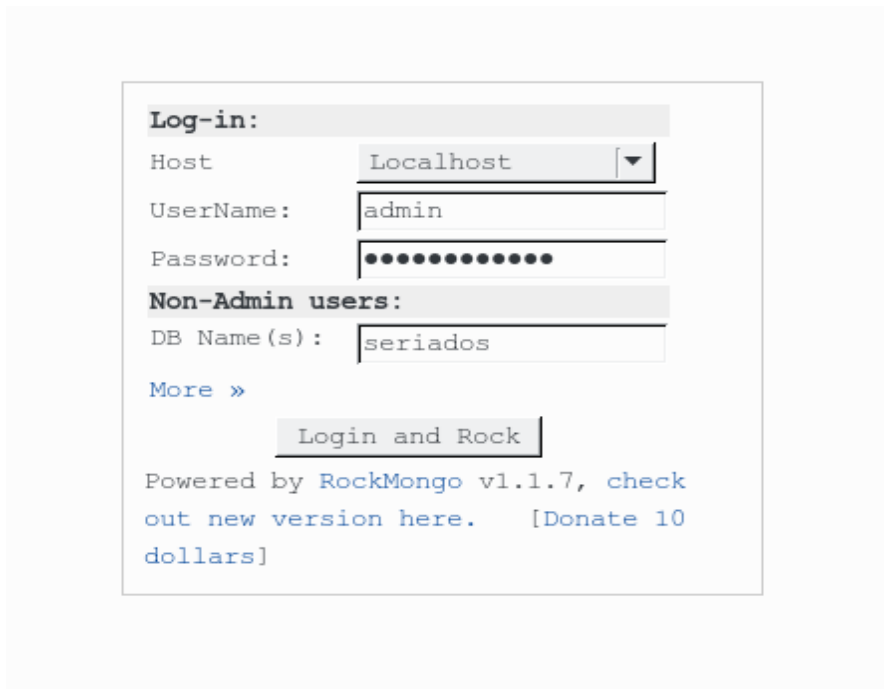 Log-in:
Host Localhost
UserName: admin
Password: ●●●●●●●●●●●●
Non-Admin users:
DB Name(s): seriados
More »
Login and Rock
Powered by RockMongo v1.1.7, check
out new version here. [Donate 10
dollars]